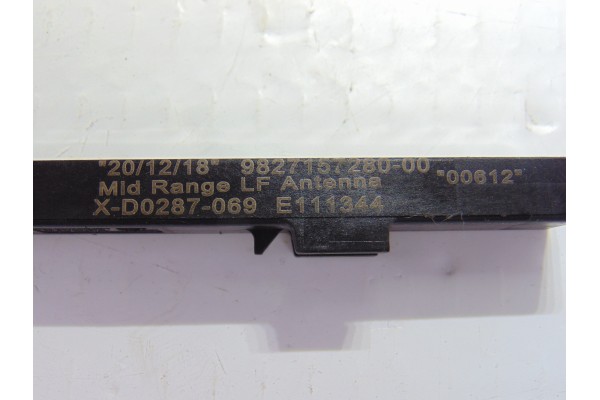 "20/12/18" 9827157280-00
Mid Range LF Antenna "00612"
X-D0287-069 E111344